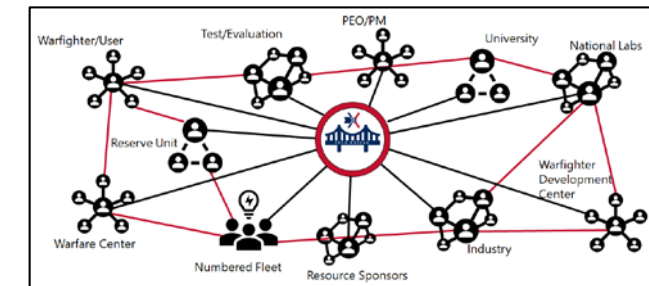 PEO/PM
Test/Evaluation
University
Warfighter/User
National Labs
Reserve Unit
Warfighter
Development
Center
Warfare Center
Industry
Numbered Fleet
Resource Sponsors